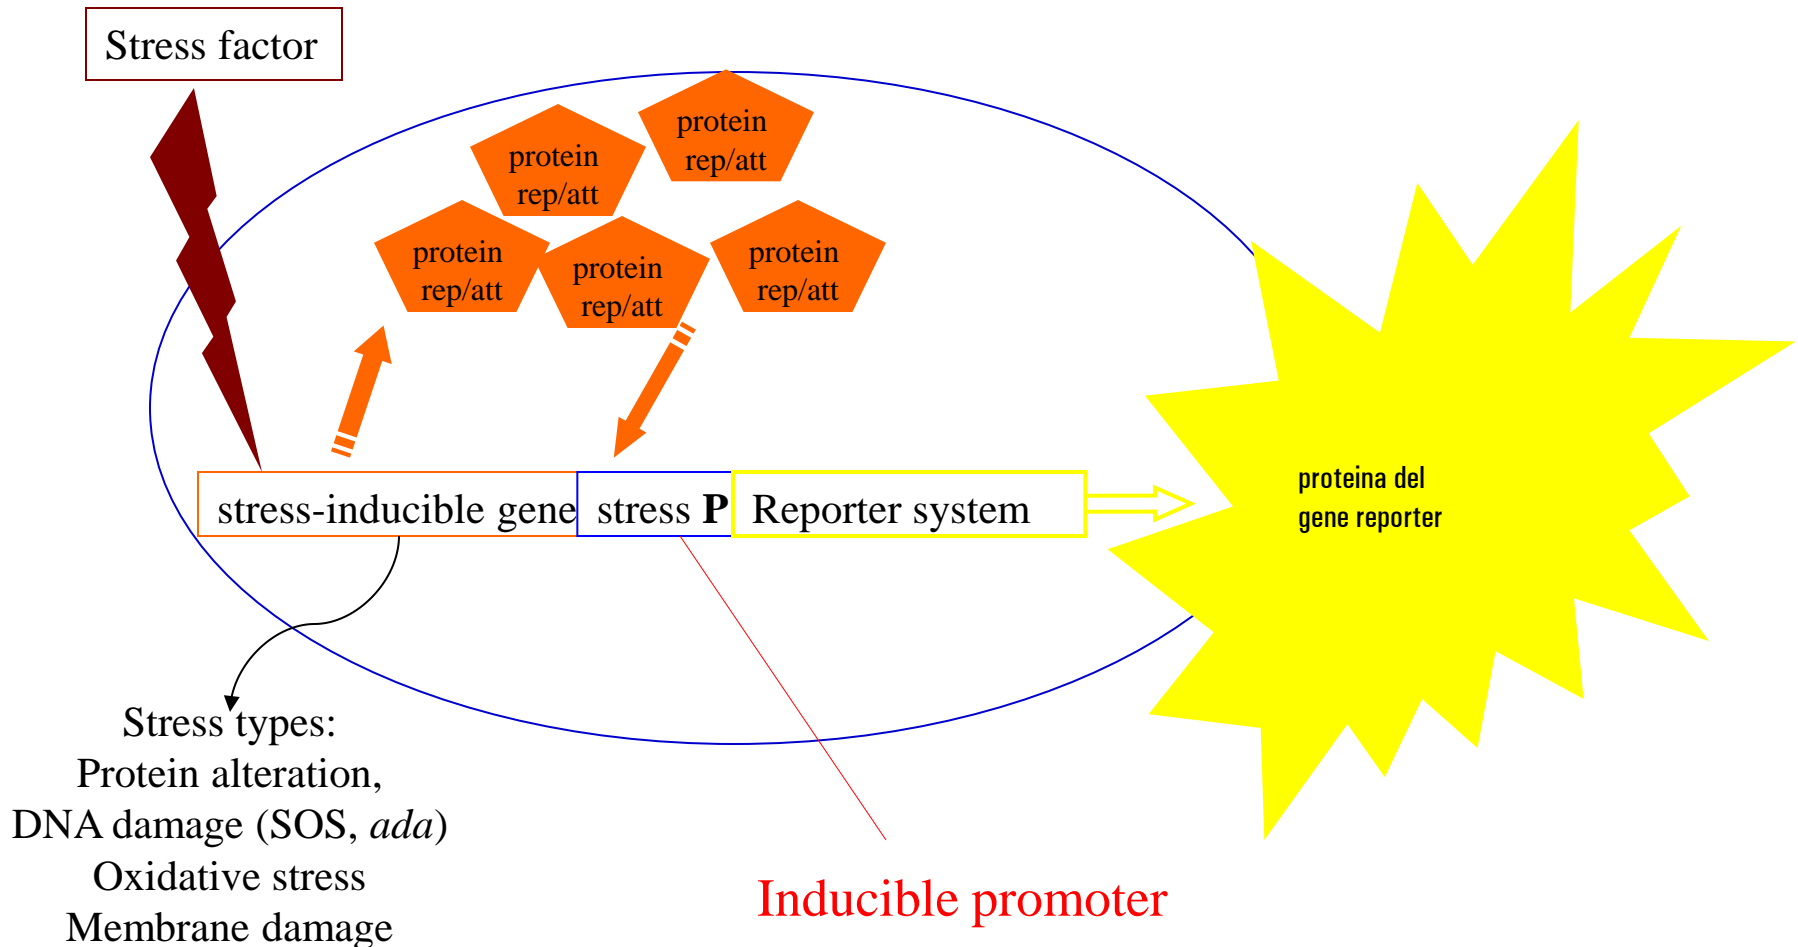 Stress factor
protein
rep/att
protein
rep/att
protein
rep/att
protein
rep/att
protein
rep/att
stress-inducible gene
stress P
Reporter system
proteina del
gene reporter
Stress types:
Protein alteration,
DNA damage (SOS, ada)
Oxidative stress
Membrane damage
Inducible promoter